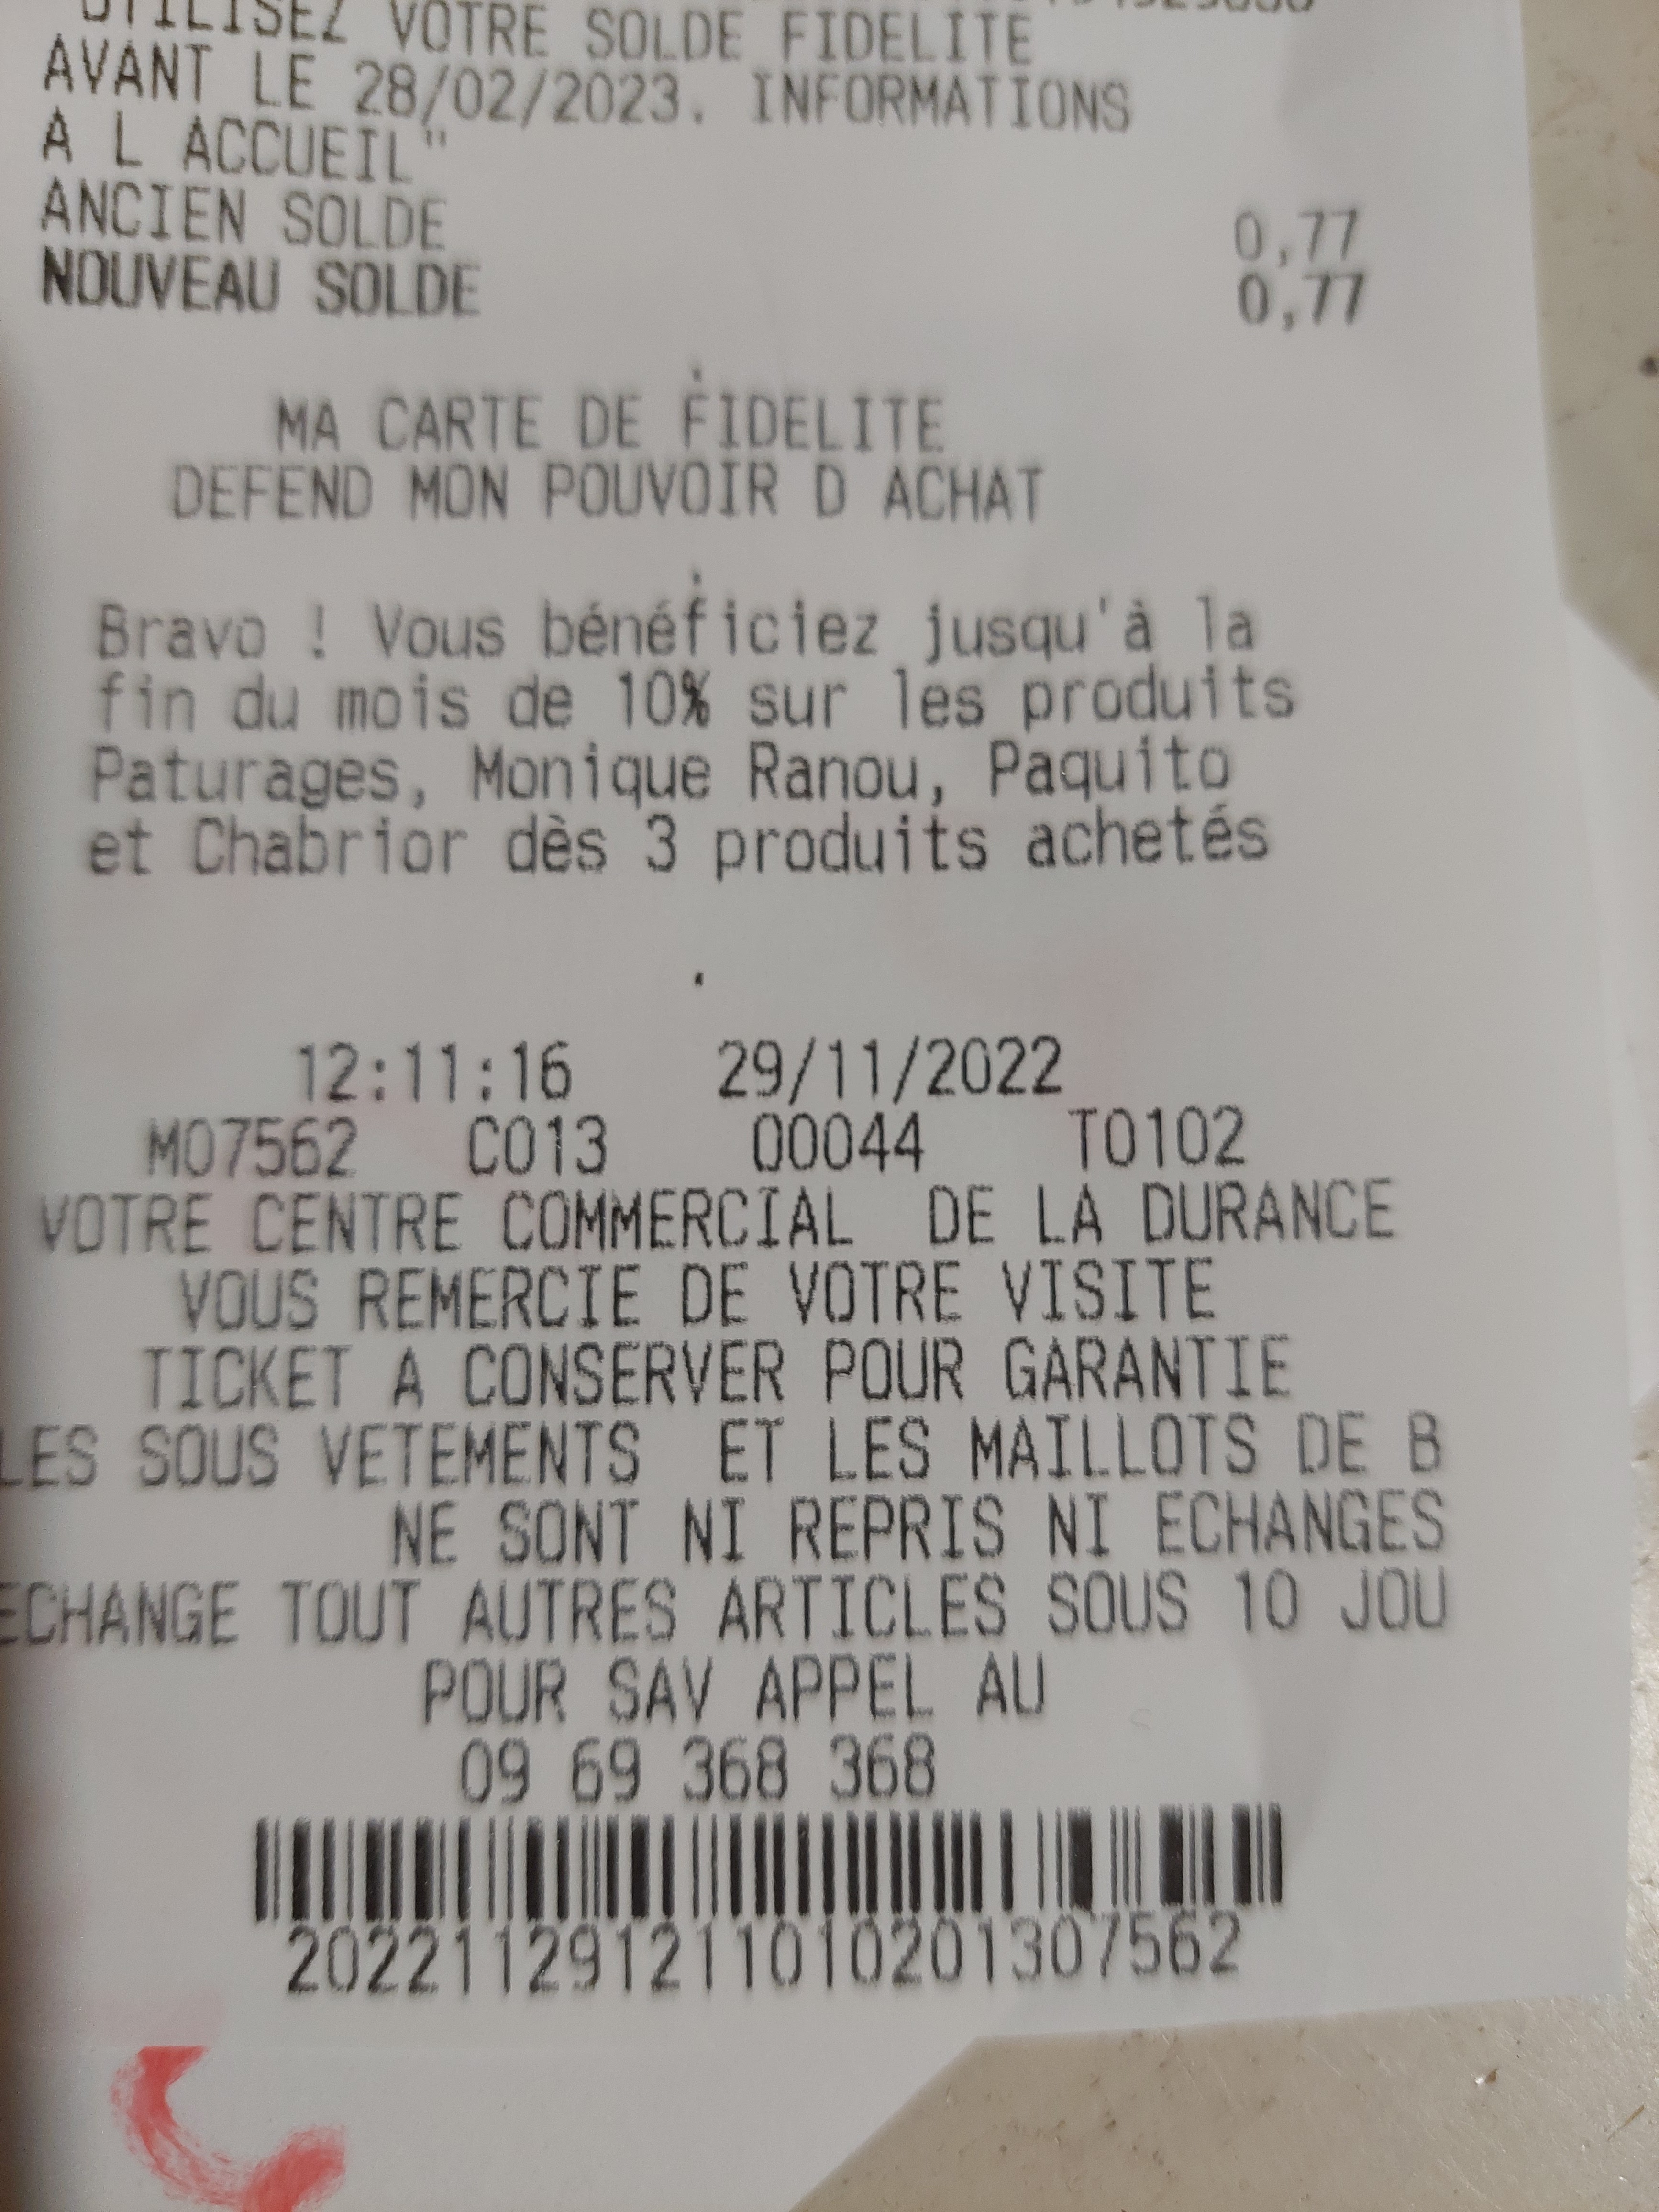 UTILISEZ VOTRE SOLDE FIDELITE
AVANT LE 28/02/2023. INFORMATIONS
A L ACCUEIL"
ANCIEN SOLDE 0,77
NOUVEAU SOLDE 0,77
MA CARTE DE FIDELITE
DEFEND MON POUVOIR D ACHAT
Bravo ! Vous bénéficiez jusqu'à la
fin du mois de 10% sur les produits
Paturages, Monique Ranou, Paquito
et Chabrior dès 3 produits achetés
12:11:16 29/11/2022
M07562 C013 00044 T0102
VOTRE CENTRE COMMERCIAL DE LA DURANCE
VOUS REMERCIE DE VOTRE VISITE
TICKET A CONSERVER POUR GARANTIE
LES SOUS VETEMENTS ET LES MAILLOTS DE B
NE SONT NI REPRIS NI ECHANGES
ECHANGE TOUT AUTRES ARTICLES SOUS 10 JOU
POUR SAV APPEL AU
09 69 368 368
202211291211010201307562